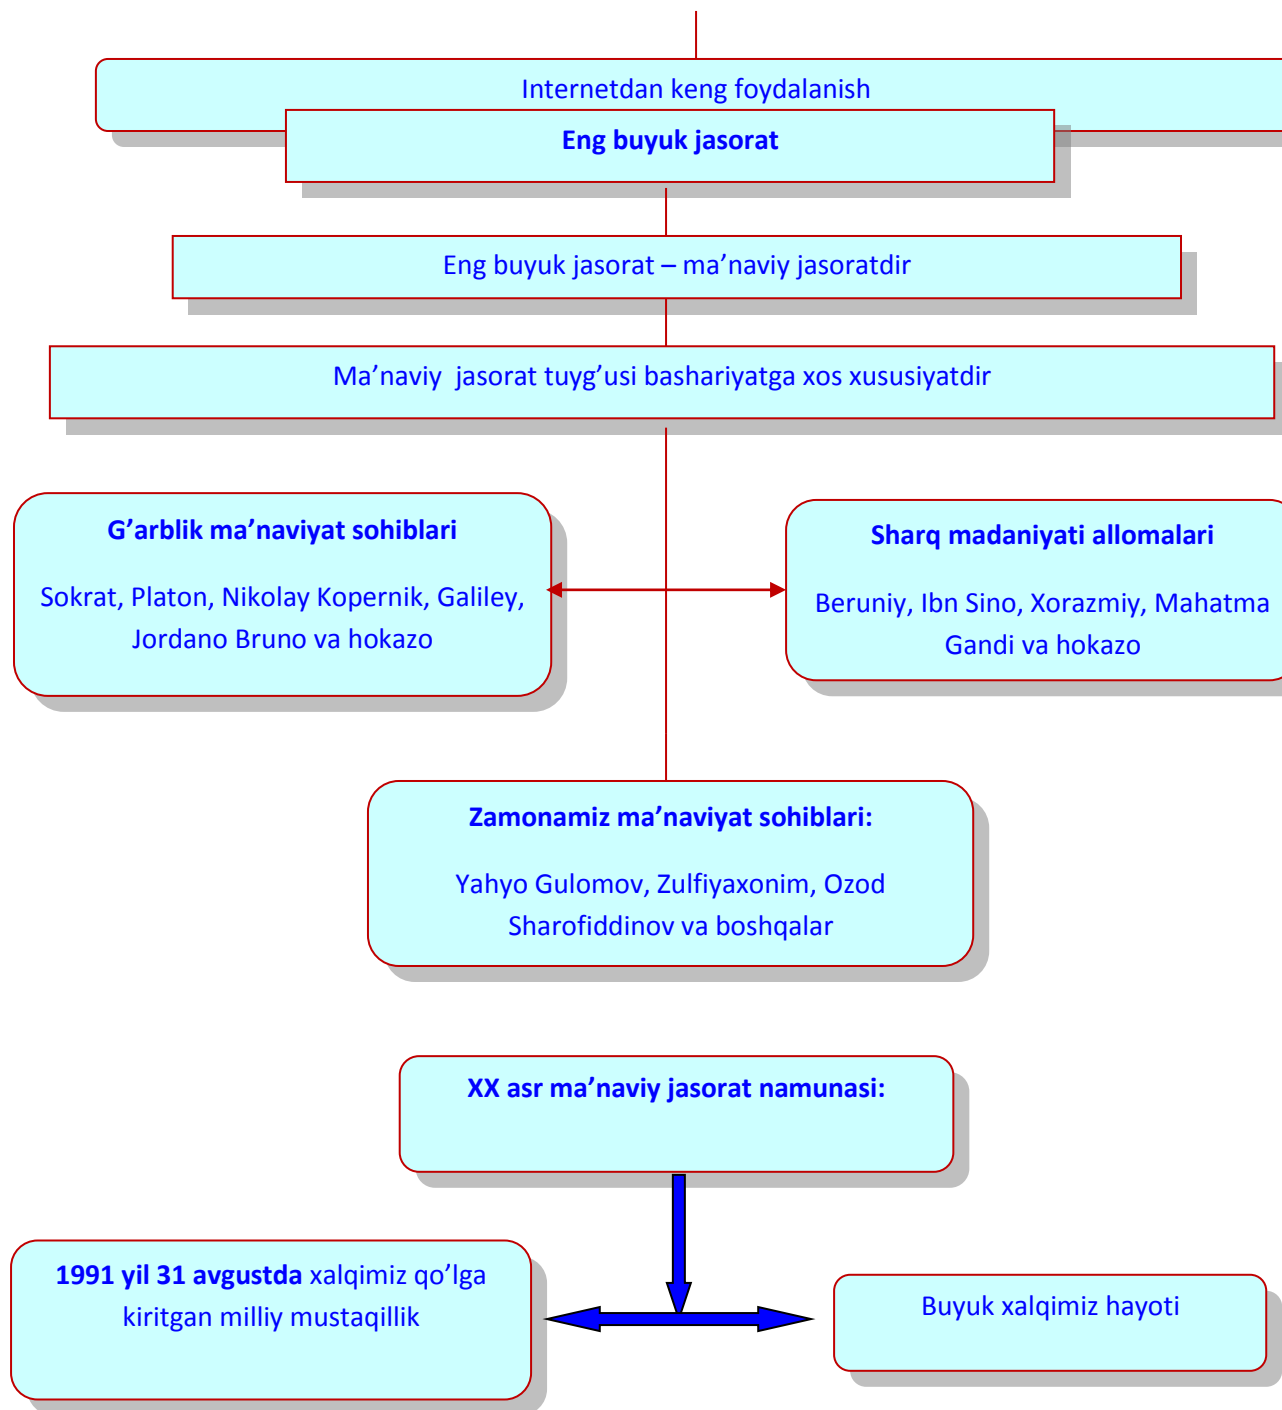 Internetdan keng foydalanish
Eng buyuk jasorat
Eng buyuk jasorat – ma’naviy jasoratdir
Ma’naviy  jasorat tuyg’usi bashariyatga xos xususiyatdir
G’arblik ma’naviyat sohiblari
Sokrat, Platon, Nikolay Kopernik, Galiley,
Jordano Bruno va hokazo
Sharq madaniyati allomalari
Beruniy, Ibn Sino, Xorazmiy, Mahatma
Gandi va hokazo
Zamonamiz ma’naviyat sohiblari:
Yahyo Gulomov, Zulfiyaxonim, Ozod
Sharofiddinov va boshqalar
XX asr ma’naviy jasorat namunasi:
1991 yil 31 avgustda xalqimiz qo’lga
kiritgan milliy mustaqillik
Buyuk xalqimiz hayoti